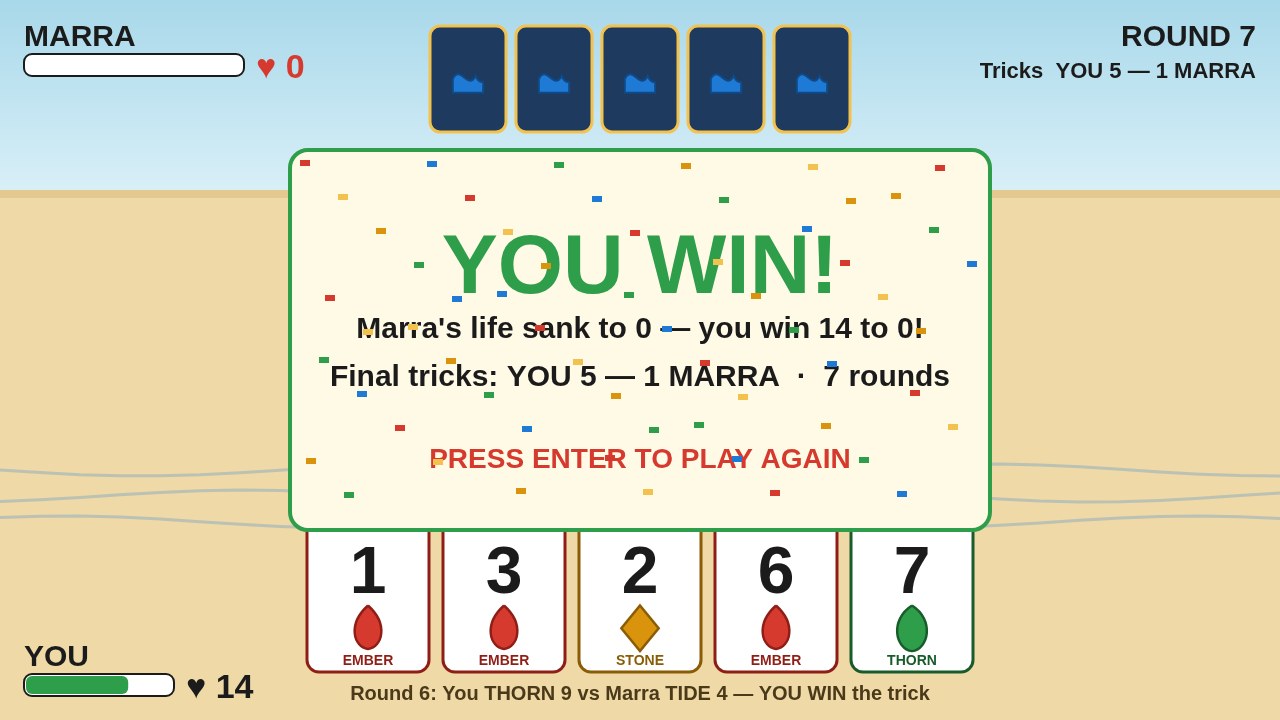 MARRA
♥ 0
ROUND 7
Tricks YOU 5 — 1 MARRA
YOU WIN!
Marra's life sank to 0 — you win 14 to 0!
Final tricks: YOU 5 — 1 MARRA · 7 rounds
PRESS ENTER TO PLAY AGAIN
1
EMBER
3
EMBER
2
STONE
6
EMBER
7
THORN
YOU
♥ 14
Round 6: You THORN 9 vs Marra TIDE 4 — YOU WIN the trick